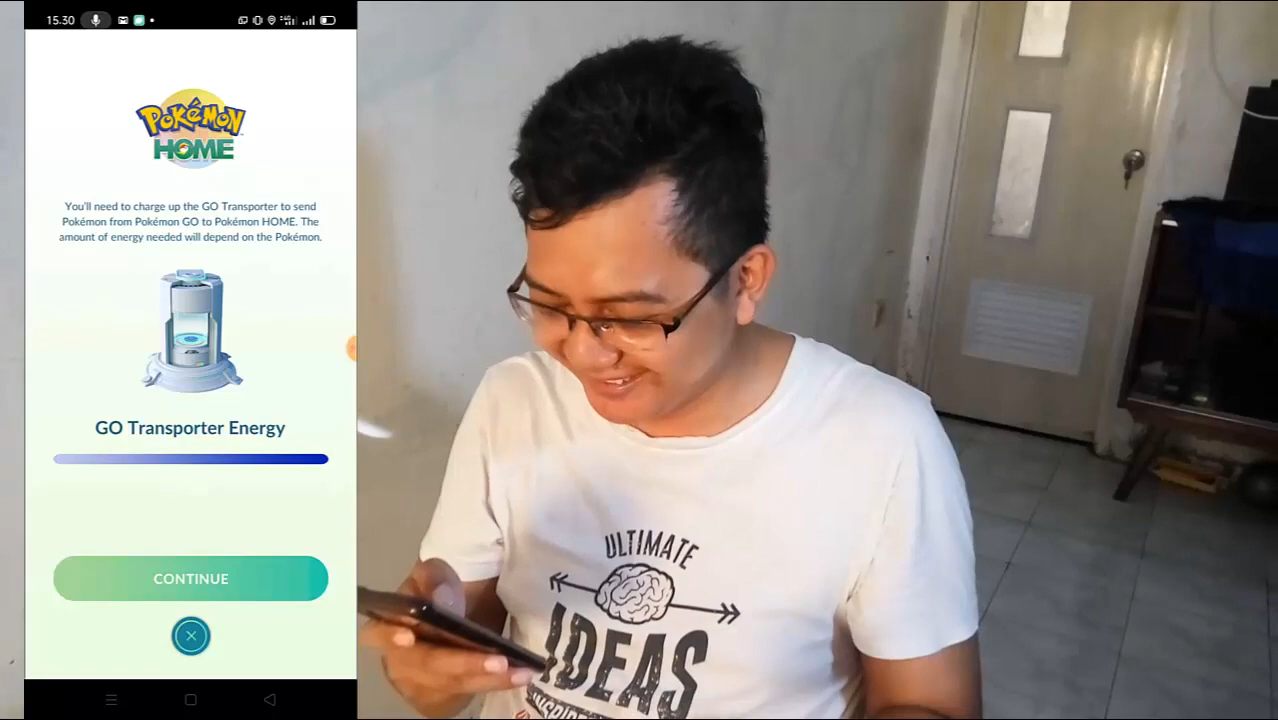 15.30
POKéMON
HOME
You'll need to charge up the GO Transporter to send
Pokémon from Pokémon GO to Pokémon HOME. The
amount of energy needed will depend on the Pokémon.
GO Transporter Energy
CONTINUE
ULTIMATE
IDEAS